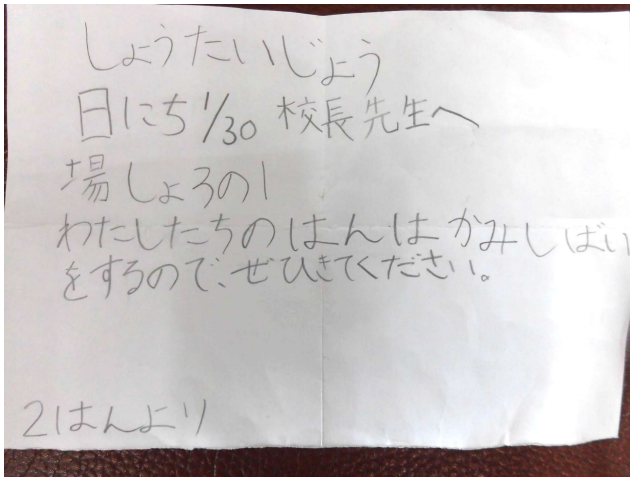 しょうたいじょう
日にち1/30 校長先生へ
場しょろの1
わたしたちのはんはかみしばい
をするので、ぜひきてください。
2はんより